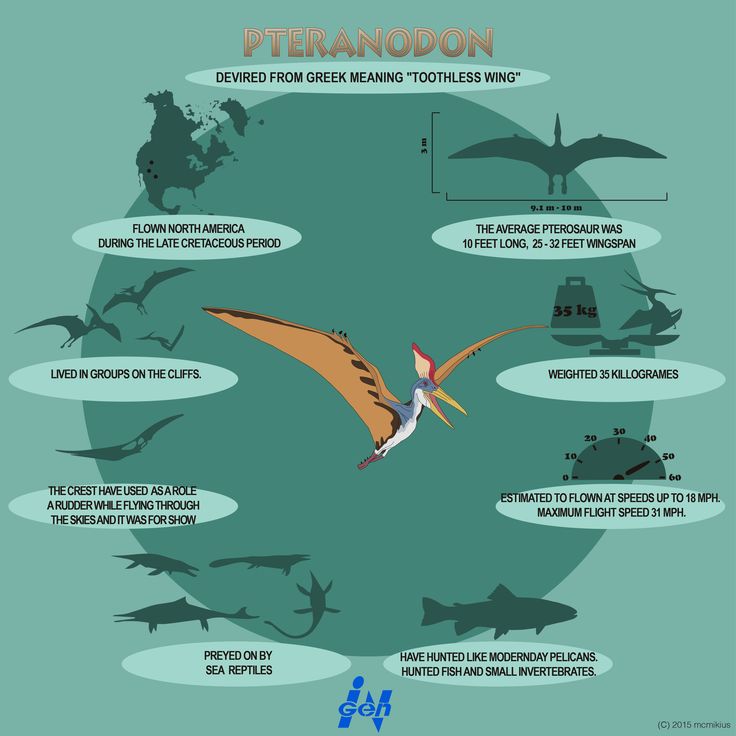 PTERANODON
DEVIRED FROM GREEK MEANING "TOOTHLESS WING"
FLOWN NORTH AMERICA
DURING THE LATE CRETACEOUS PERIOD
3 m
9.1 m - 10 m
THE AVERAGE PTEROSAUR WAS
10 FEET LONG, 25 - 32 FEET WINGSPAN
LIVED IN GROUPS ON THE CLIFFS.
35 kg
WEIGHTED 35 KILLOGRAMES
THE CREST HAVE USED AS A ROLE
A RUDDER WHILE FLYING THROUGH
THE SKIES AND IT WAS FOR SHOW
0 10 20 30 40 50 60
ESTIMATED TO FLOWN AT SPEEDS UP TO 18 MPH.
MAXIMUM FLIGHT SPEED 31 MPH.
PREYED ON BY
SEA REPTILES
HAVE HUNTED LIKE MODERNDAY PELICANS.
HUNTED FISH AND SMALL INVERTEBRATES.
INGen
(C) 2015 mcmikius